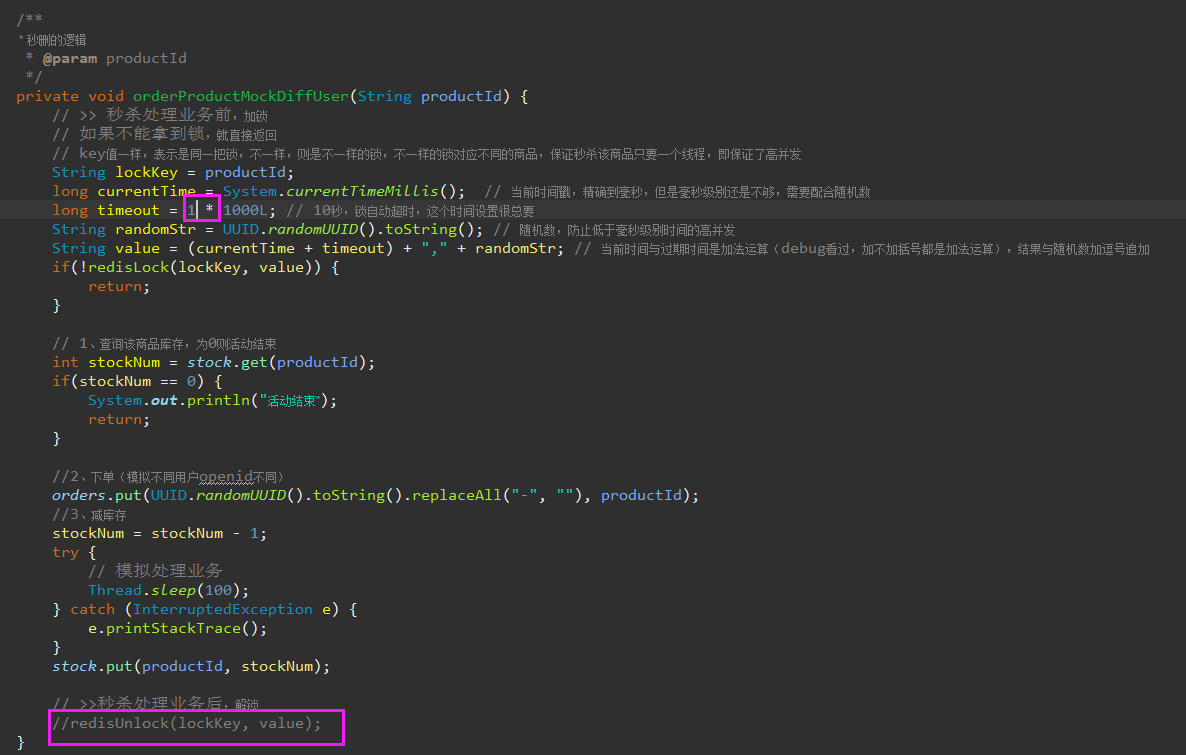 /**
* 秒删的逻辑
* @param productId
*/
private void orderProductMockDiffUser(String productId) {
// >> 秒杀处理业务前，加锁
// 如果不能拿到锁，就直接返回
// key值一样，表示是同一把锁，不一样，则是不一样的锁，不一样的锁对应不同的商品，保证秒杀该商品只要一个线程，即保证了高并发
String lockKey = productId;
long currentTime = System.currentTimeMillis(); // 当前时间戳，精确到毫秒，但是毫秒级别还是不够，需要配合随机数
long timeout = 1 * 1000L; // 10秒，锁自动超时，这个时间设置很总要
String randomStr = UUID.randomUUID().toString(); // 随机数，防止低于毫秒级别时间的高并发
String value = (currentTime + timeout) + "," + randomStr; // 当前时间与过期时间是加法运算（debug看过，加不加括号都是加法运算），结果与随机数加逗号追加
if(!redisLock(lockKey, value)) {
return;
}
// 1、查询该商品库存，为0则活动结束
int stockNum = stock.get(productId);
if(stockNum == 0) {
System.out.println("活动结束");
return;
}
//2、下单（模拟不同用户openid不同）
orders.put(UUID.randomUUID().toString().replaceAll("-", ""), productId);
//3、减库存
stockNum = stockNum - 1;
try {
// 模拟处理业务
Thread.sleep(100);
} catch (InterruptedException e) {
e.printStackTrace();
}
stock.put(productId, stockNum);
// >>秒杀处理业务后，解锁
//redisUnlock(lockKey, value);
}